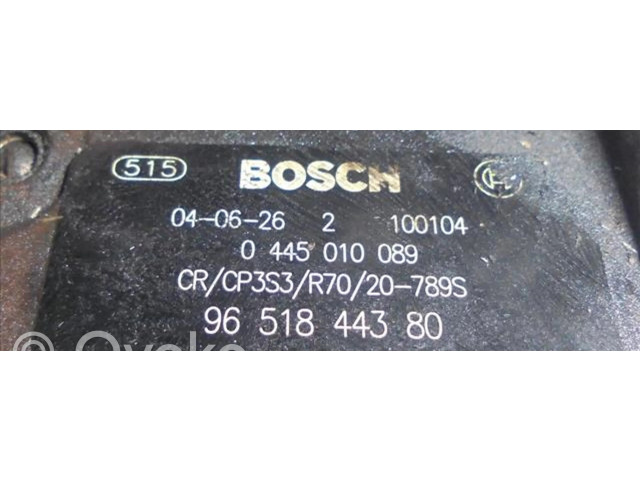 515 BOSCH
04-06-26 2 100104
0 445 010 089
CR/CP3S3/R70/20-789S
96 518 443 80
Ovoko